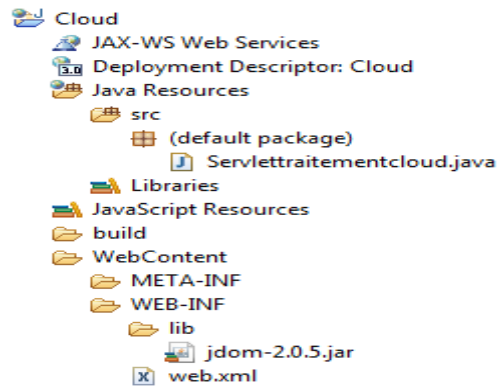 Cloud
JAX-WS Web Services
3.0 Deployment Descriptor: Cloud
Java Resources
src
(default package)
J Servlettraitementcloud.java
Libraries
JavaScript Resources
build
WebContent
META-INF
WEB-INF
lib
jdom-2.0.5.jar
X web.xml